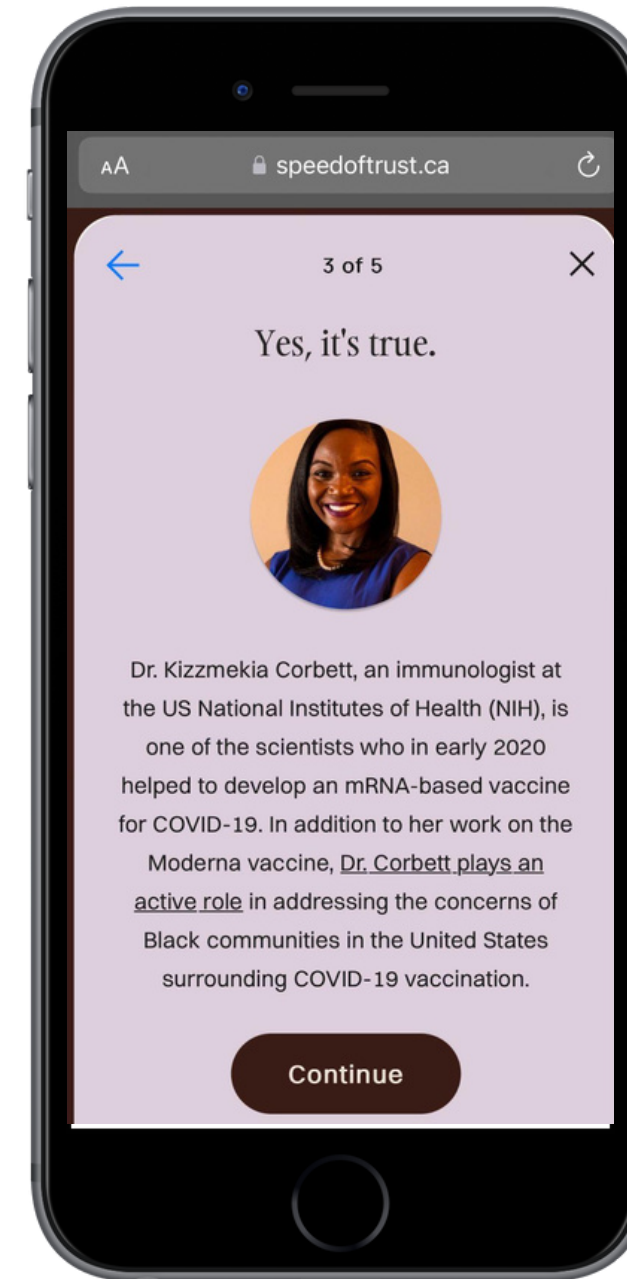 AA speedoftrust.ca
3 of 5
Yes, it's true.
Dr. Kizzmekia Corbett, an immunologist at
the US National Institutes of Health (NIH), is
one of the scientists who in early 2020
helped to develop an mRNA-based vaccine
for COVID-19. In addition to her work on the
Moderna vaccine, Dr. Corbett plays an
active role in addressing the concerns of
Black communities in the United States
surrounding COVID-19 vaccination.
Continue